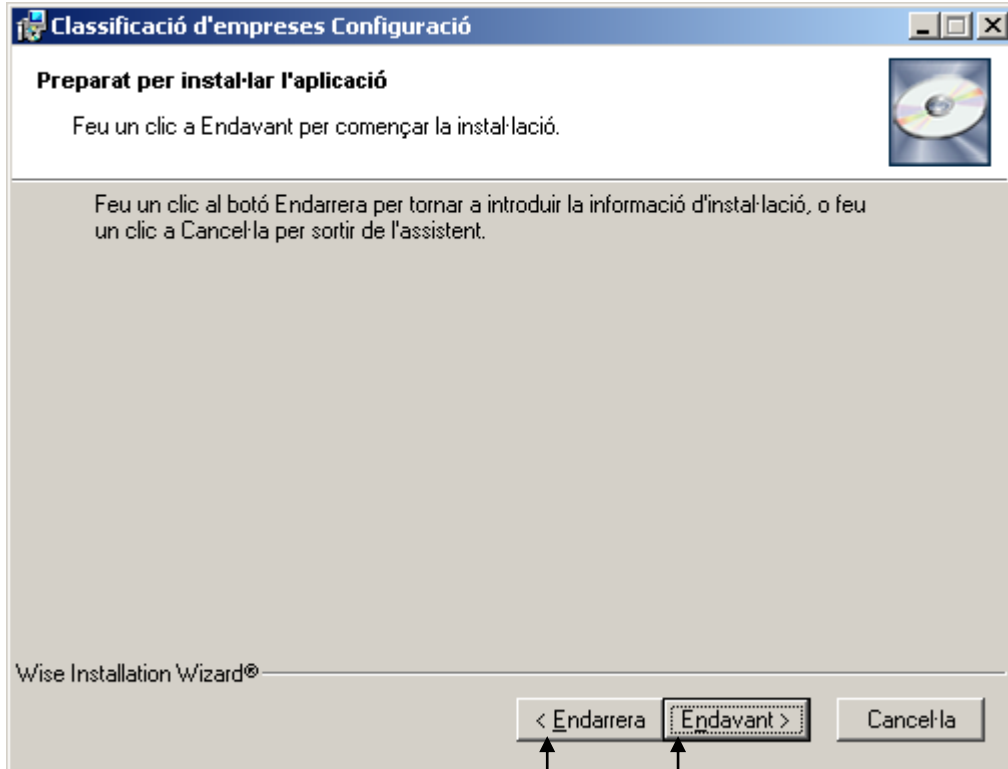 Classificació d'empreses Configuració
Preparat per instal·lar l'aplicació
Feu un clic a Endavant per començar la instal·lació.
Feu un clic al botó Endarrera per tornar a introduir la informació d'instal·lació, o feu
un clic a Cancel·la per sortir de l'assistent.
Wise Installation Wizard®
< Endarrera Endavant > Cancel·la